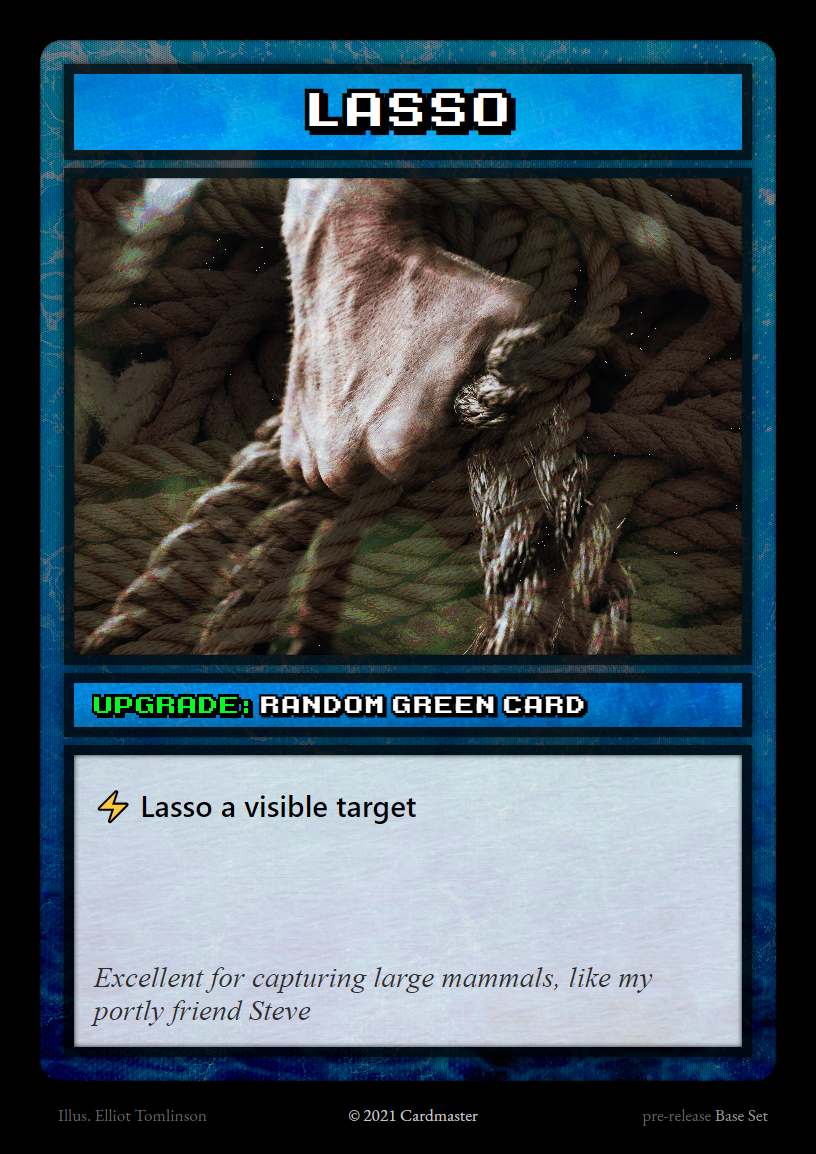 LASSO
UPGRADE: RANDOM GREEN CARD
⚡ Lasso a visible target
Excellent for capturing large mammals, like my
portly friend Steve
Illus. Elliot Tomlinson © 2021 Cardmaster pre-release Base Set